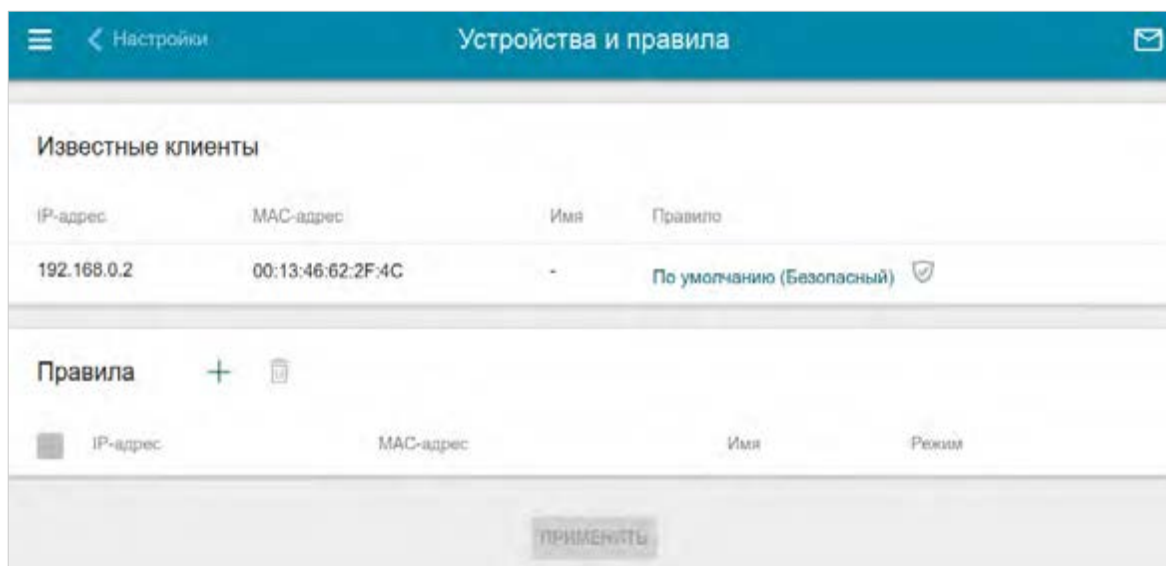 Настройки Устройства и правила
Известные клиенты
IP-адрес MAC-адрес Имя Правило
192.168.0.2 00:13:46:62:2F:4C - По умолчанию (Безопасный)
Правила
IP-адрес MAC-адрес Имя Режим
ПРИМЕНИТЬ